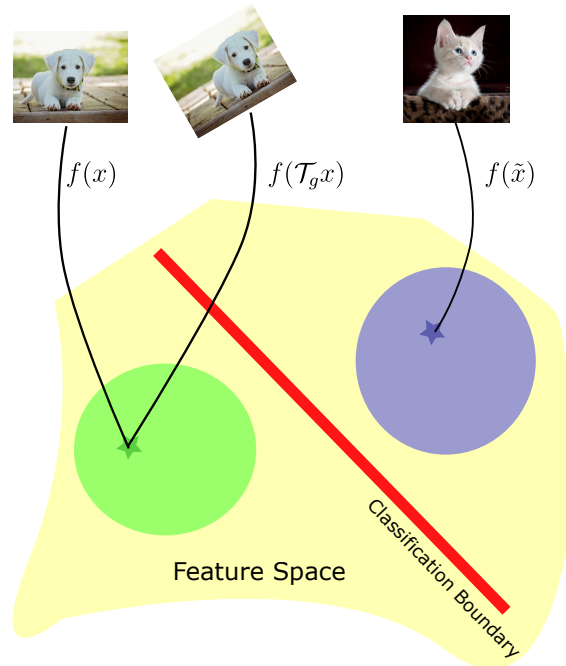 f(x)
f(𝒯_g x)
f(x̃)
Classification Boundary
Feature Space